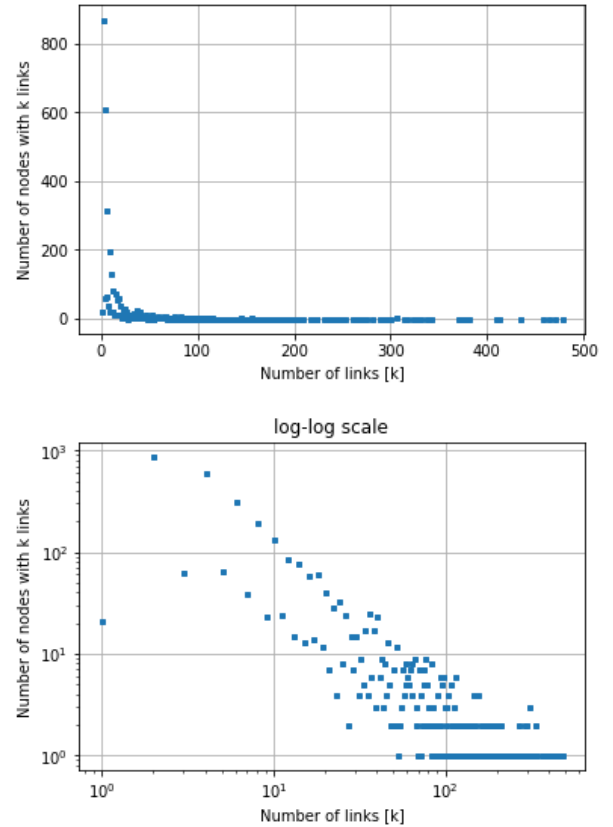 800
600
400
200
0
Number of nodes with k links
0 100 200 300 400 500
Number of links [k]
log-log scale
10³
10²
10¹
10⁰
Number of nodes with k links
10⁰ 10¹ 10²
Number of links [k]